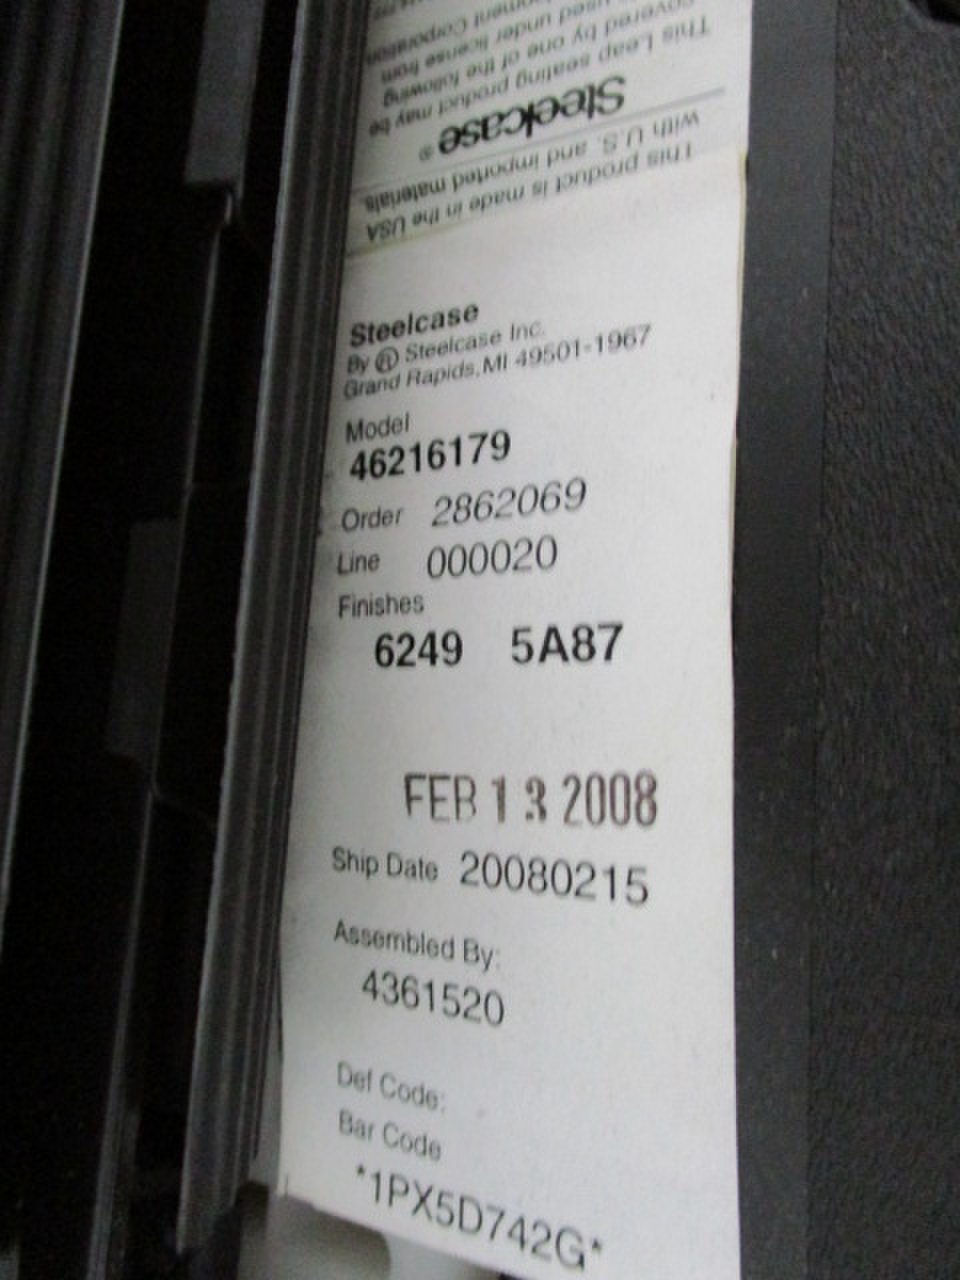 This product is made in the USA
with U.S. and imported materials.
Steelcase®
This Leap seating product may be
covered by one of the following
used under license from
Corporation
Steelcase
By Steelcase Inc.
Grand Rapids, MI 49501-1967
Model
46216179
Order 2862069
Line 000020
Finishes
6249 5A87
FEB 13 2008
Ship Date 20080215
Assembled By:
4361520
Def Code:
Bar Code
*1PX5D742G*